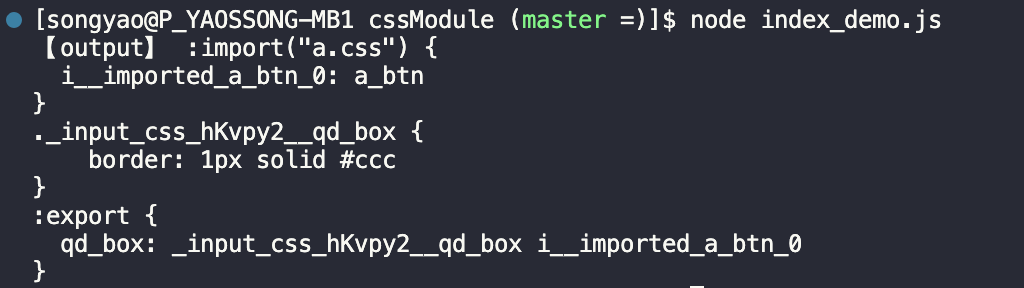 [songyao@P_YAOSSONG-MB1 cssModule (master =)]$ node index_demo.js
【output】 :import("a.css") {
  i__imported_a_btn_0: a_btn
}
._input_css_hKvpy2__qd_box {
    border: 1px solid #ccc
}
:export {
  qd_box: _input_css_hKvpy2__qd_box i__imported_a_btn_0
}